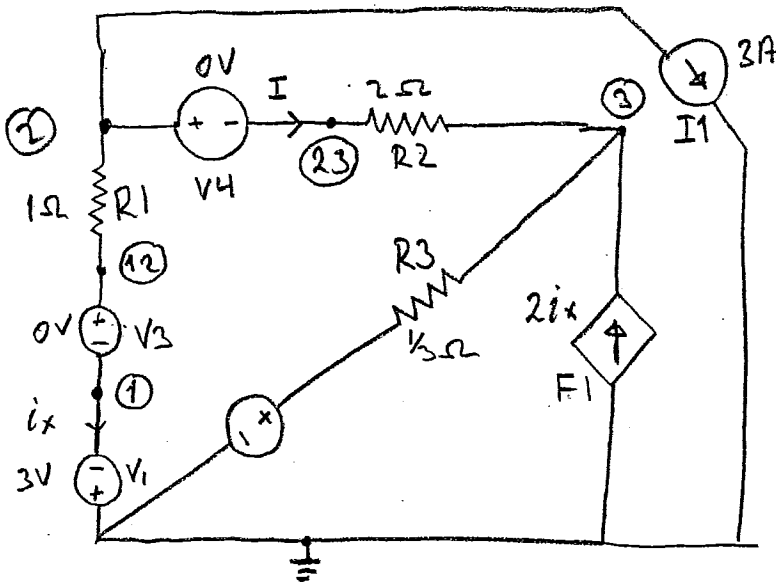 3A
0V
I
2Ω
3
2
+ -
I1
23
R2
V4
1Ω
R1
12
R3
0V
+
-
V3
2ix
1/3Ω
1
F1
ix
+
-
3V
-
+
V1